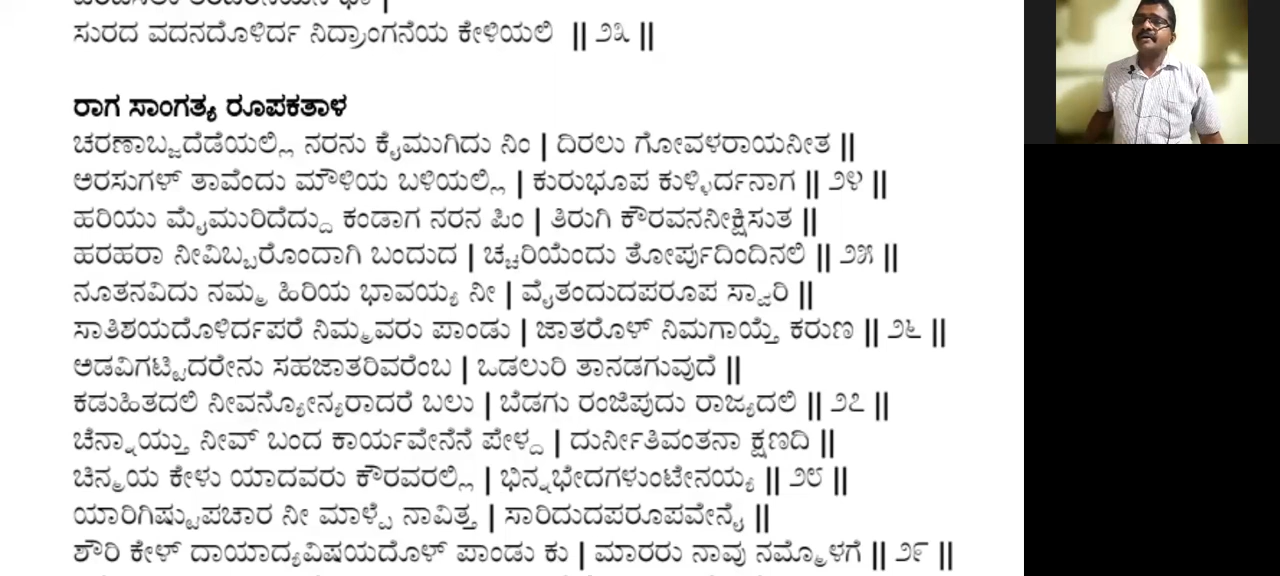 ಸುರದ ವದನದೊಳಿರ್ದ ನಿದ್ರಾಂಗನೆಯ ಕೇಳಿಯಲಿ || ೨೩ ||
ರಾಗ ಸಾಂಗತ್ಯ ರೂಪಕತಾಳ
ಚರಣಾಬ್ಜದೆಡೆಯಲ್ಲಿ ನರನು ಕೈಮುಗಿದು ನಿಂ | ದಿರಲು ಗೋವಳರಾಯನೀತ ||
ಅರಸುಗಳ್ ತಾವೆಂದು ಮೌಳಿಯ ಬಳಿಯಲ್ಲಿ | ಕುರುಭೂಪ ಕುಳ್ಳಿರ್ದನಾಗ || ೨೪ ||
ಹರಿಯು ಮೈಮುರಿದೆದ್ದು ಕಂಡಾಗ ನರನ ಪಿಂ | ತಿರುಗಿ ಕೌರವನನೀಕ್ಷಿಸುತ ||
ಹರಹರಾ ನೀವಿಬ್ಬರೊಂದಾಗಿ ಬಂದುದ | ಚ್ಚರಿಯೆಂದು ತೋರ್ಪುದಿಂದಿನಲಿ || ೨೫ ||
ನೂತನವಿದು ನಮ್ಮ ಹಿರಿಯ ಭಾವಯ್ಯ ನೀ | ವೈತಂದುದಪರೂಪ ಸ್ವಾರಿ ||
ಸಾತಿಶಯದೊಳಿರ್ದಪರೆ ನಿಮ್ಮವರು ಪಾಂಡು | ಜಾತರೊಳ್ ನಿಮಗಾಯ್ತೆ ಕರುಣ || ೨೬ ||
ಅಡವಿಗಟ್ಟಿದರೇನು ಸಹಜಾತರಿವರೆಂಬ | ಒಡಲುರಿ ತಾನಡಗುವುದೆ ||
ಕಡುಹಿತದಲಿ ನೀವನ್ಯೋನ್ಯರಾದರೆ ಬಲು | ಬೆಡಗು ರಂಜಿಪುದು ರಾಜ್ಯದಲಿ || ೨೭ ||
ಚೆನ್ನಾಯ್ತು ನೀವ್ ಬಂದ ಕಾರ್ಯವೇನೆನೆ ಪೇಳ್ದ | ದುರ್ನೀತಿವಂತನಾ ಕ್ಷಣದಿ ||
ಚಿನ್ಮಯ ಕೇಳು ಯಾದವರು ಕೌರವರಲ್ಲಿ | ಭಿನ್ನಭೇದಗಳುಂಟೇನಯ್ಯ || ೨೮ ||
ಯಾರಿಗಿಷ್ಟುಪಚಾರ ನೀ ಮಾಳ್ಪೆ ನಾವಿತ್ತ | ಸಾರಿದುದಪರೂಪವೇನೈ ||
ಶೌರಿ ಕೇಳ್ ದಾಯಾದ್ಯವಿಷಯದೊಳ್ ಪಾಂಡು ಕು | ಮಾರರು ನಾವು ನಮ್ಮೊಳಗೆ || ೨೯ ||